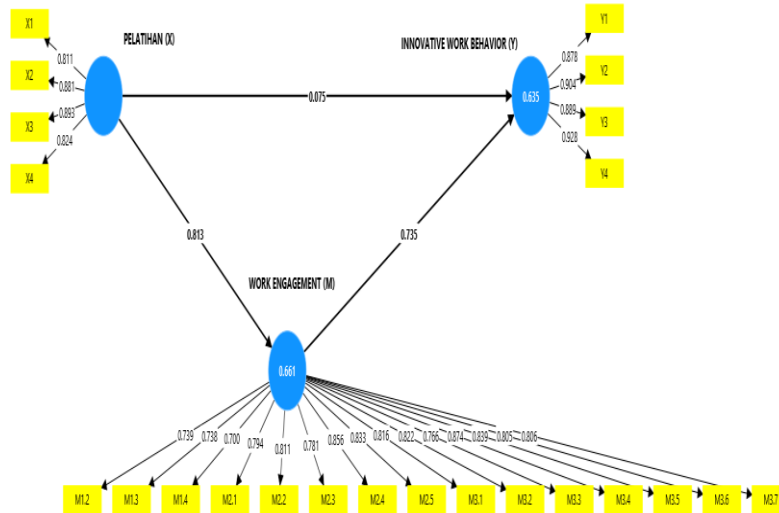 Y1
X1
PELATIHAN (X)
INNOVATIVE WORK BEHAVIOR (Y)
0.811
0.878
X2
Y2
0.881
0.904
0.075
0.635
0.893
0.889
X3
Y3
0.824
0.928
X4
Y4
0.813
0.735
WORK ENGAGEMENT (M)
0.661
0.739 0.738 0.700 0.794 0.811 0.781 0.856 0.833 0.816 0.822 0.766 0.874 0.839 0.805 0.806
M1.2 M1.3 M1.4 M2.1 M2.2 M2.3 M2.4 M2.5 M3.1 M3.2 M3.3 M3.4 M3.5 M3.6 M3.7